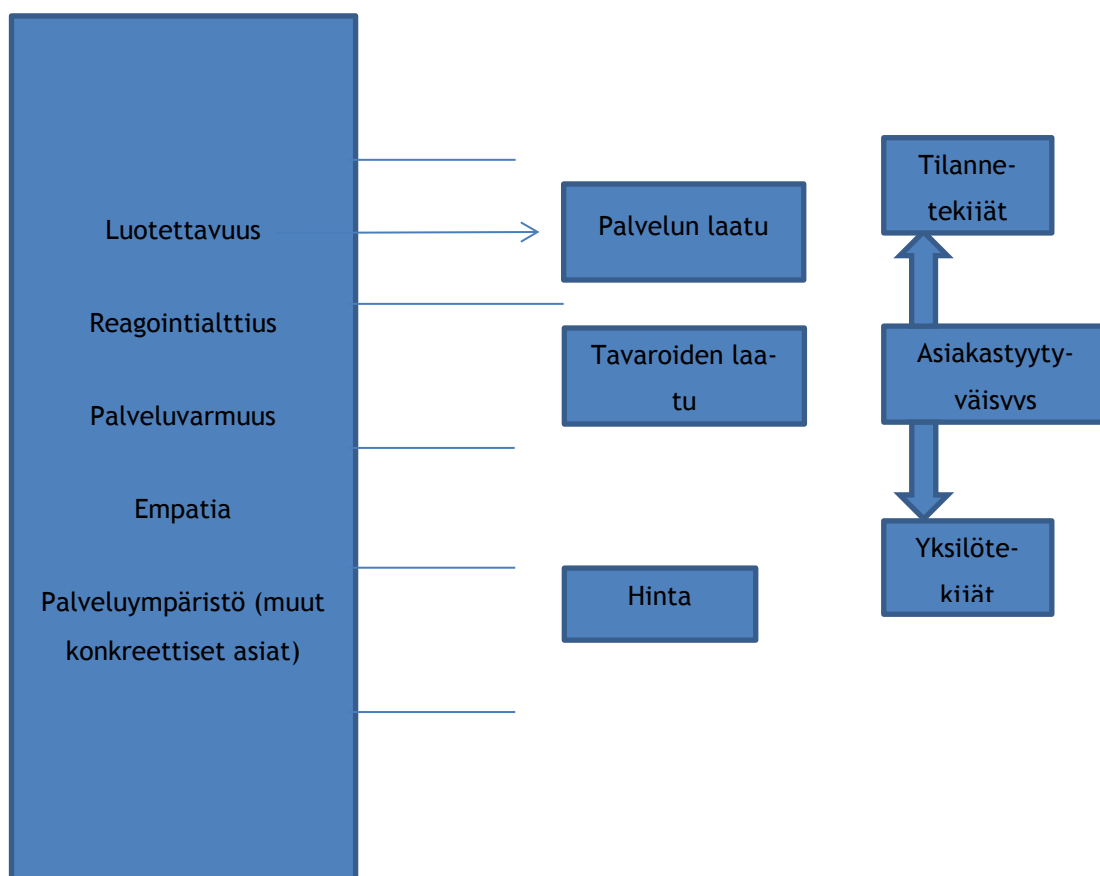 Luotettavuus
Reagointialttius
Palveluvarmuus
Empatia
Palveluympäristö (muut
konkreettiset asiat)
Palvelun laatu
Tavaroiden laa-
tu
Hinta
Tilanne-
tekijät
Asiakastyyty-
väisyys
Yksilöte-
kijät